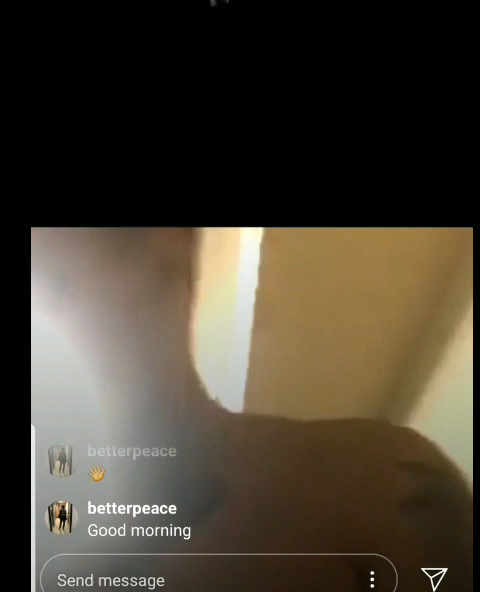 betterpeace
👋
betterpeace
Good morning
Send message